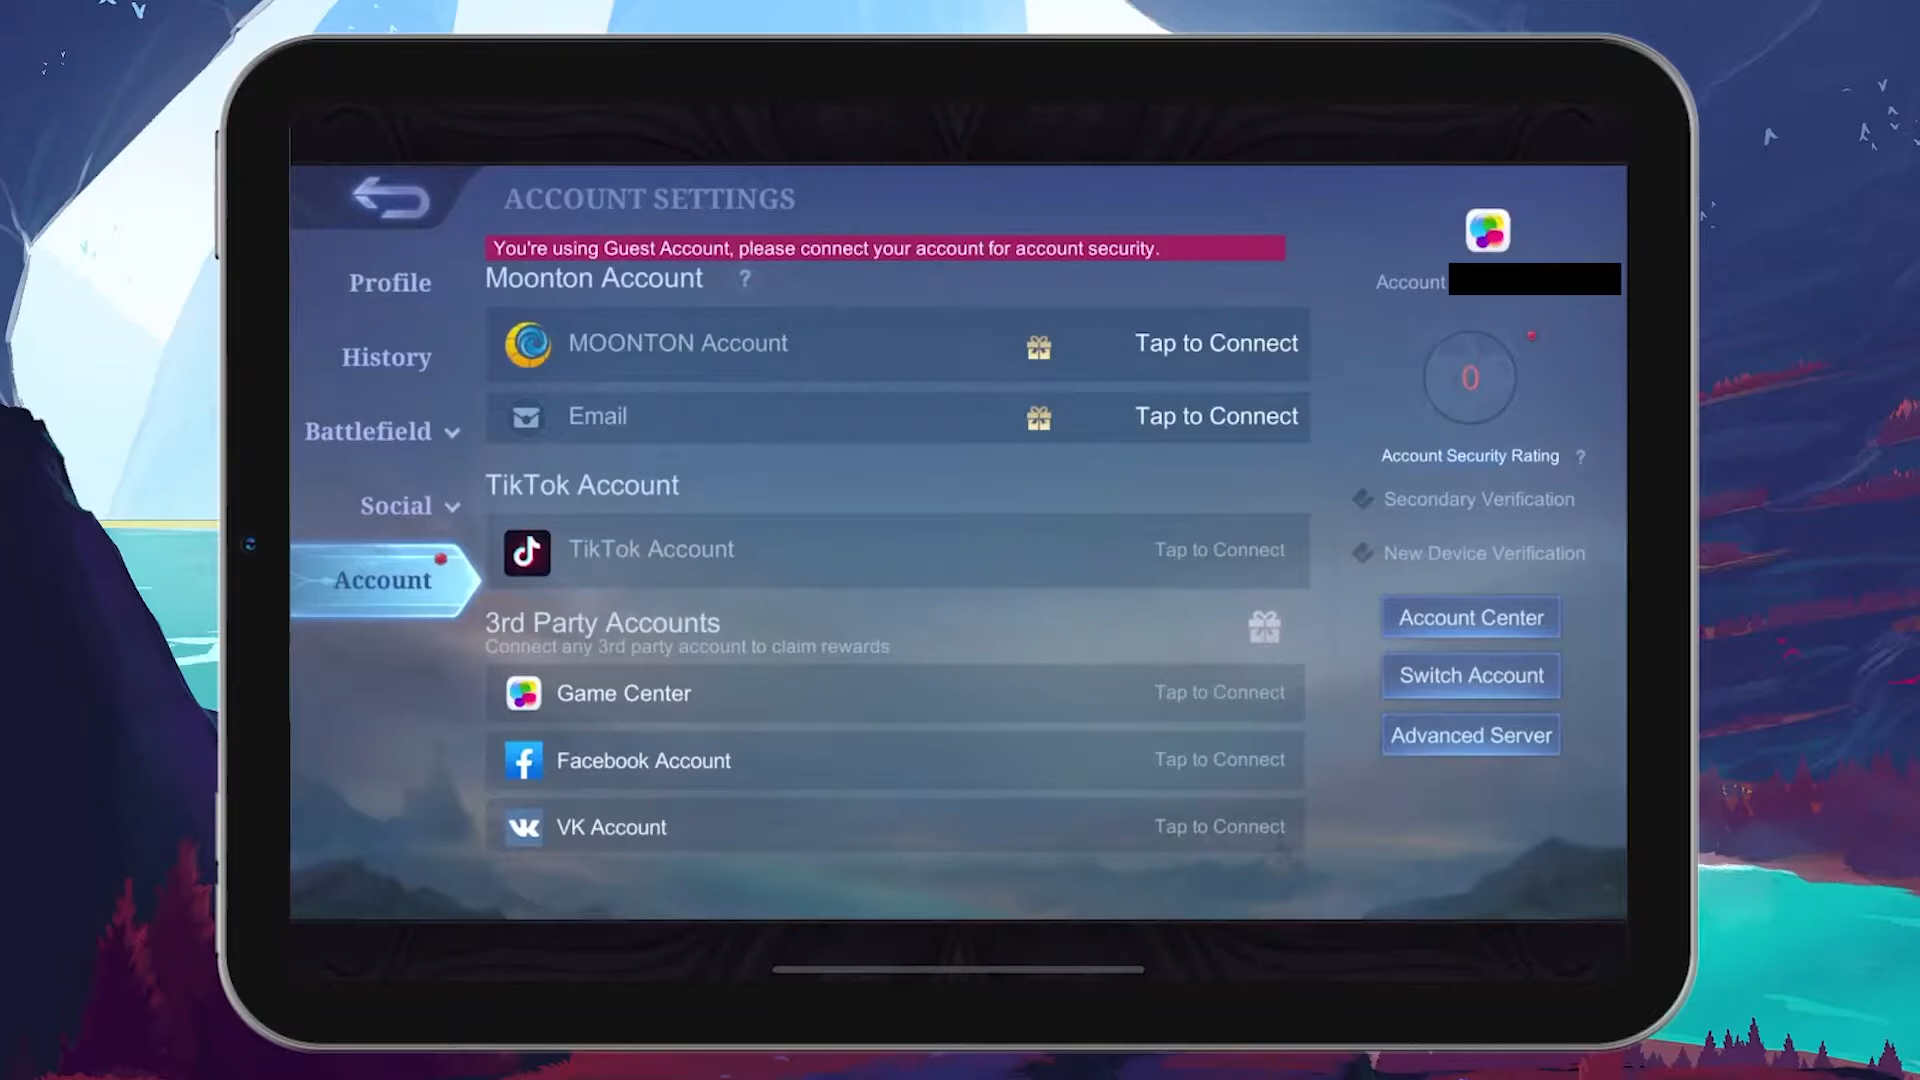 ACCOUNT SETTINGS
You're using Guest Account, please connect your account for account security.
Profile
History
Battlefield
Social
Account
Moonton Account ?
MOONTON Account Tap to Connect
Email Tap to Connect
TikTok Account
TikTok Account Tap to Connect
3rd Party Accounts
Connect any 3rd party account to claim rewards
Game Center Tap to Connect
Facebook Account Tap to Connect
VK Account Tap to Connect
Account
0
Account Security Rating ?
Secondary Verification
New Device Verification
Account Center
Switch Account
Advanced Server